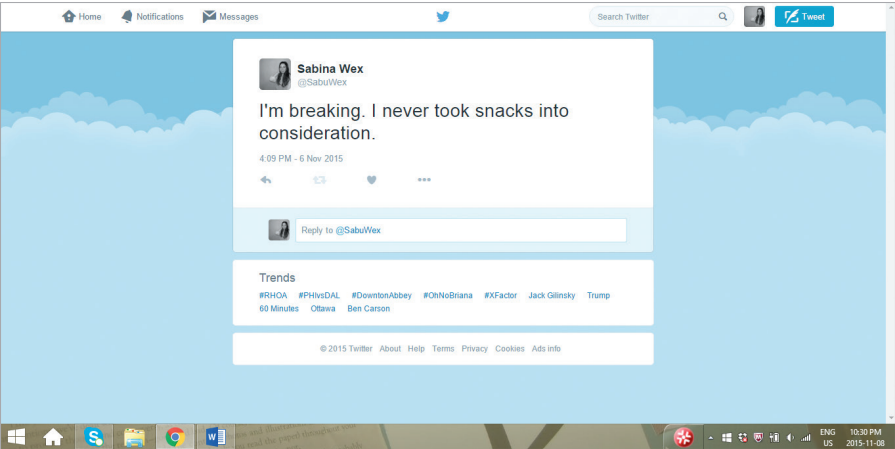 Home Notifications Messages Search Twitter Tweet
Sabina Wex
@SabuWex
I'm breaking. I never took snacks into
consideration.
4:09 PM - 6 Nov 2015
Reply to @SabuWex
Trends
#RHOA #PHIvsDAL #DowntonAbbey #OhNoBriana #XFactor Jack Gilinsky Trump
60 Minutes Ottawa Ben Carson
© 2015 Twitter About Help Terms Privacy Cookies Ads info
ENG 10:30 PM
US 2015-11-08